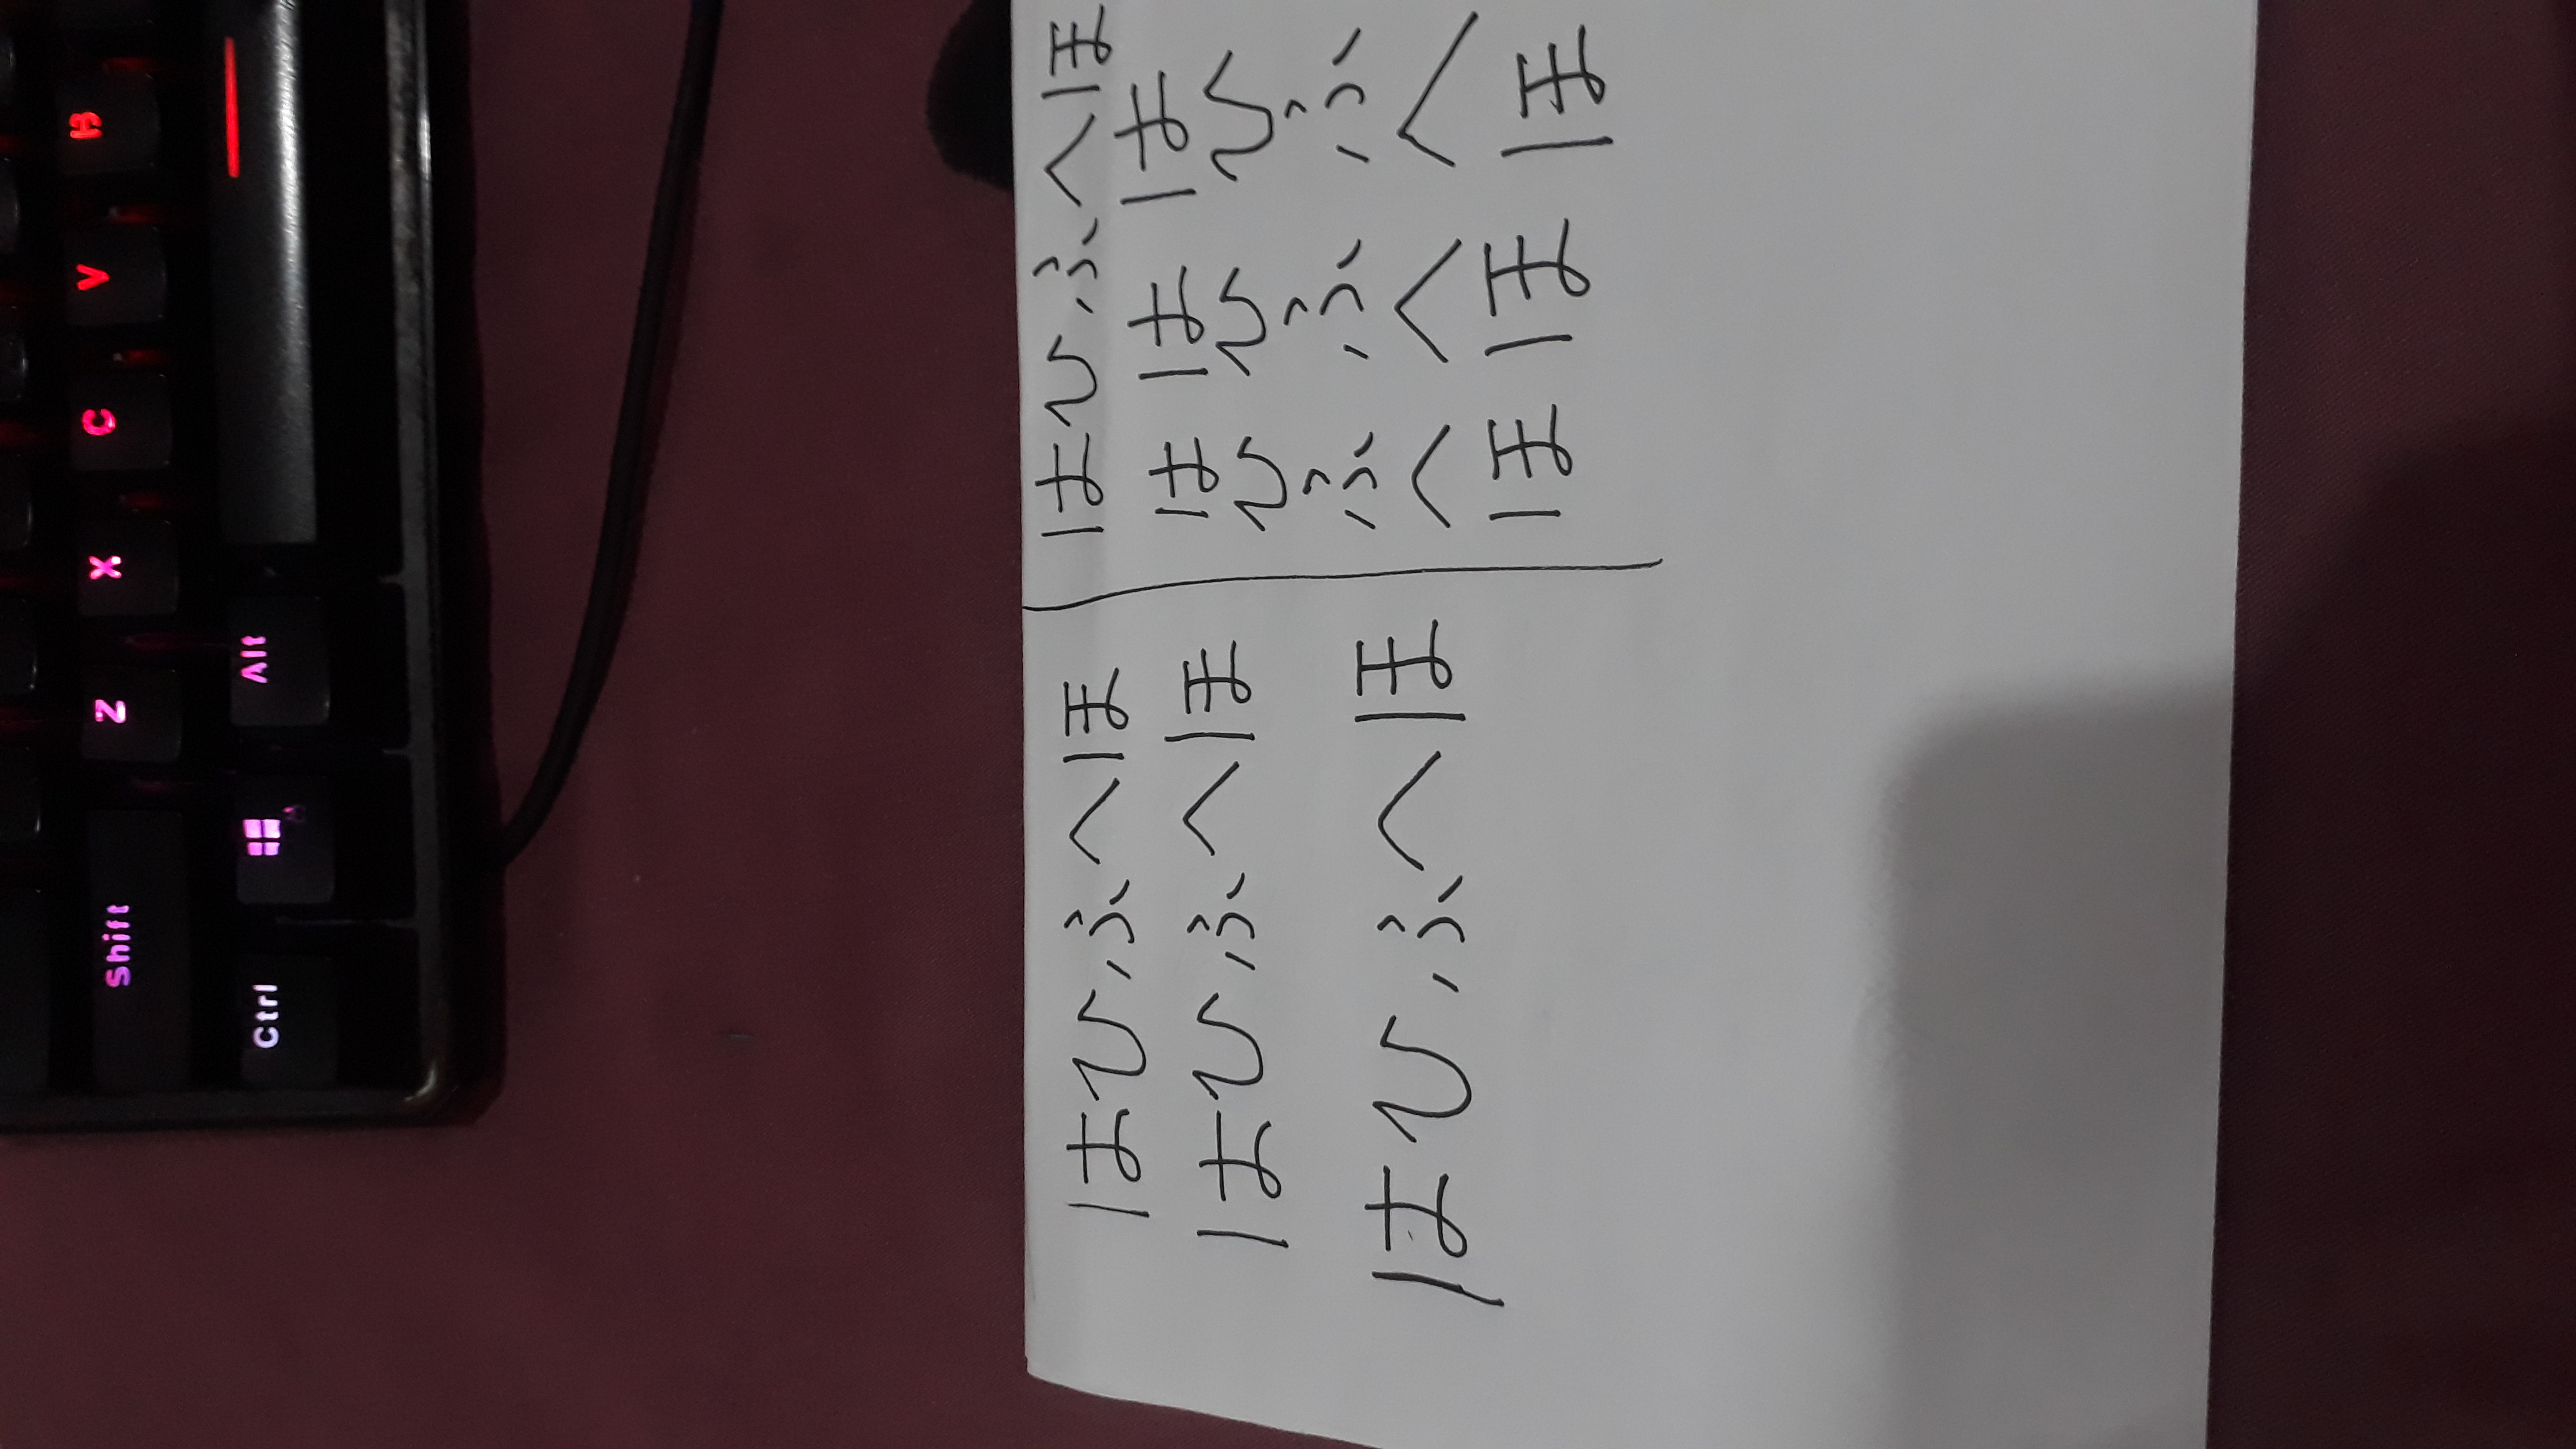 Shift Z X C V B
Ctrl Alt
はひふへほ
はひふへほ
はひふへほ
はひふへほ
は は は
ひ ひ ひ
ふ ふ ふ
へ へ へ
ほ ほ ほ